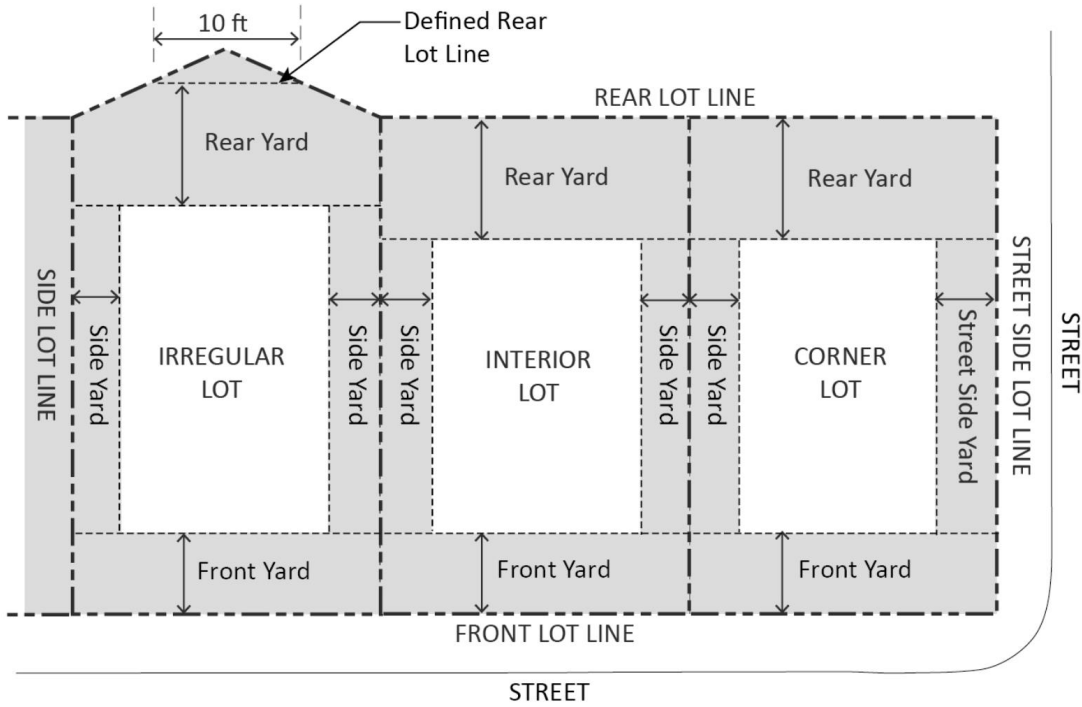 10 ft
Defined Rear
Lot Line
REAR LOT LINE
Rear Yard
Rear Yard
Rear Yard
SIDE LOT LINE
Side Yard
IRREGULAR
LOT
Side Yard
Side Yard
INTERIOR
LOT
Side Yard
Side Yard
CORNER
LOT
Street Side Yard
STREET SIDE LOT LINE
STREET
Front Yard
Front Yard
Front Yard
FRONT LOT LINE
STREET